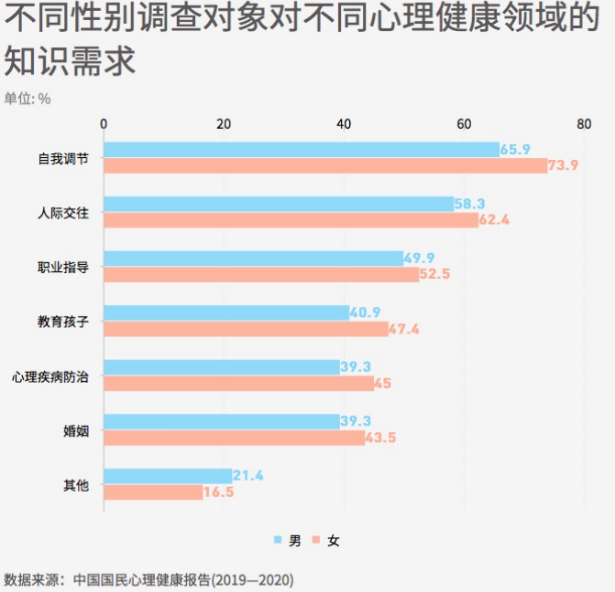 不同性别调查对象对不同心理健康领域的
知识需求
单位: %
0 20 40 60 80
自我调节 65.9
73.9
人际交往 58.3
62.4
职业指导 49.9
52.5
教育孩子 40.9
47.4
心理疾病防治 39.3
45
婚姻 39.3
43.5
其他 21.4
16.5
男 女
数据来源：中国国民心理健康报告(2019—2020)